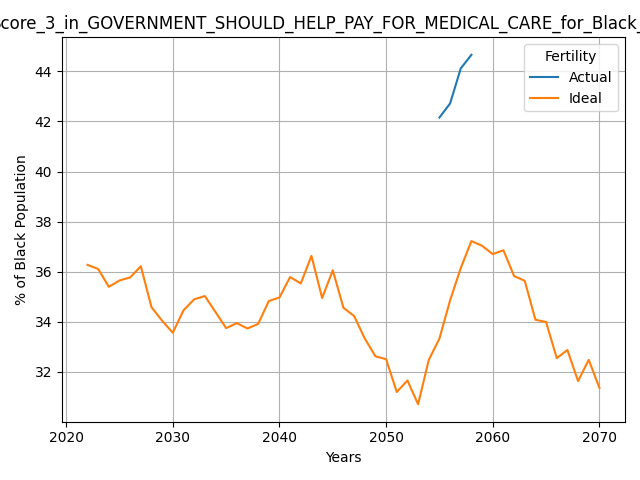 core_3_in_GOVERNMENT_SHOULD_HELP_PAY_FOR_MEDICAL_CARE_for_Black_
Fertility
Actual
Ideal
% of Black Population
44
42
40
38
36
34
32
2020
2030
2040
2050
2060
2070
Years